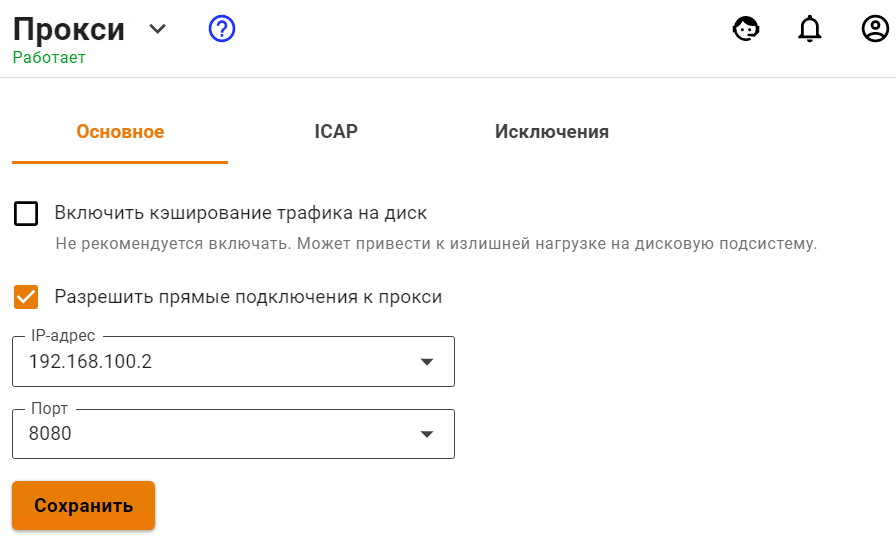 Прокси
Работает
Основное
ICAP
Исключения
Включить кэширование трафика на диск
Не рекомендуется включать. Может привести к излишней нагрузке на дисковую подсистему.
Разрешить прямые подключения к прокси
IP-адрес
192.168.100.2
Порт
8080
Сохранить